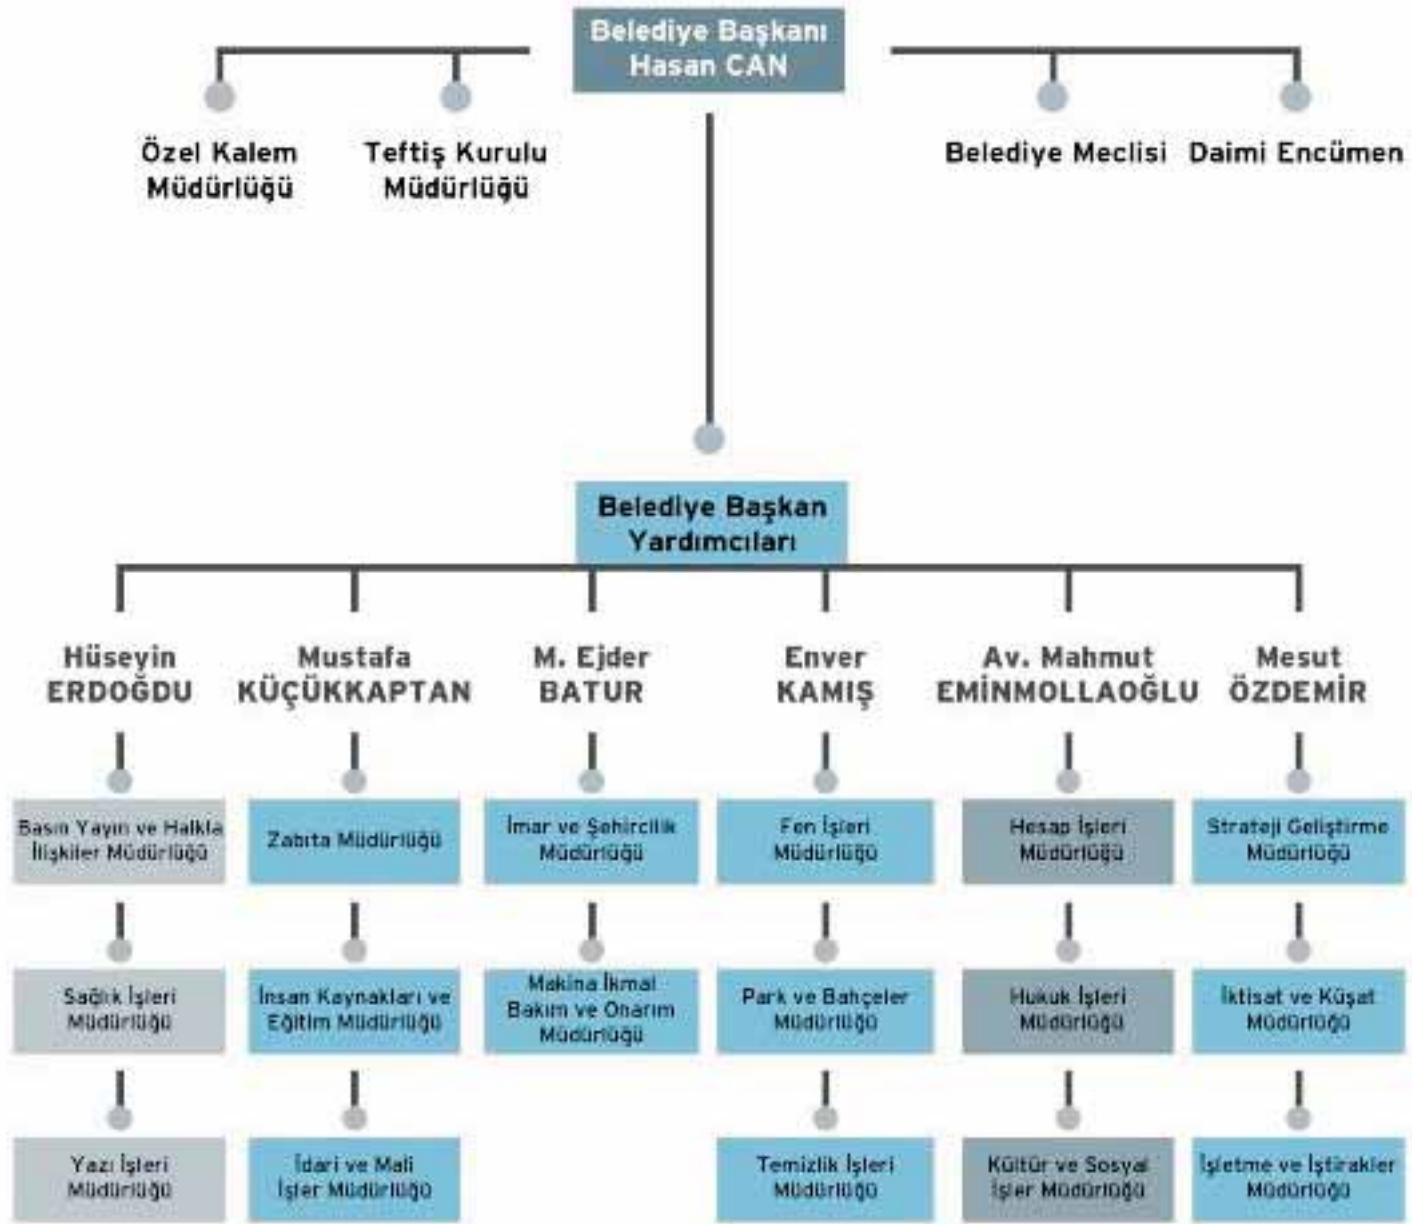 Belediye Başkanı
Hasan CAN
Özel Kalem
Müdürlüğü
Teftiş Kurulu
Müdürlüğü
Belediye Meclisi
Daimi Encümen
Belediye Başkan
Yardımcıları
Hüseyin
ERDOĞDU
Mustafa
KÜÇÜKKAPTAN
M. Ejder
BATUR
Enver
KAMIŞ
Av. Mahmut
EMİNMOLLAOĞLU
Mesut
ÖZDEMİR
Basın Yayın ve Halkla
İlişkiler Müdürlüğü
Zabıta Müdürlüğü
İmar ve Şehircilik
Müdürlüğü
Fen İşleri
Müdürlüğü
Hesap İşleri
Müdürlüğü
Strateji Geliştirme
Müdürlüğü
Sağlık İşleri
Müdürlüğü
İnsan Kaynakları ve
Eğitim Müdürlüğü
Makina İkmal
Bakım ve Onarım
Müdürlüğü
Park ve Bahçeler
Müdürlüğü
Hukuk İşleri
Müdürlüğü
İktisat ve Küşat
Müdürlüğü
Yazı İşleri
Müdürlüğü
İdari ve Mali
İşler Müdürlüğü
Temizlik İşleri
Müdürlüğü
Kültür ve Sosyal
İşler Müdürlüğü
İşletme ve İştirakler
Müdürlüğü